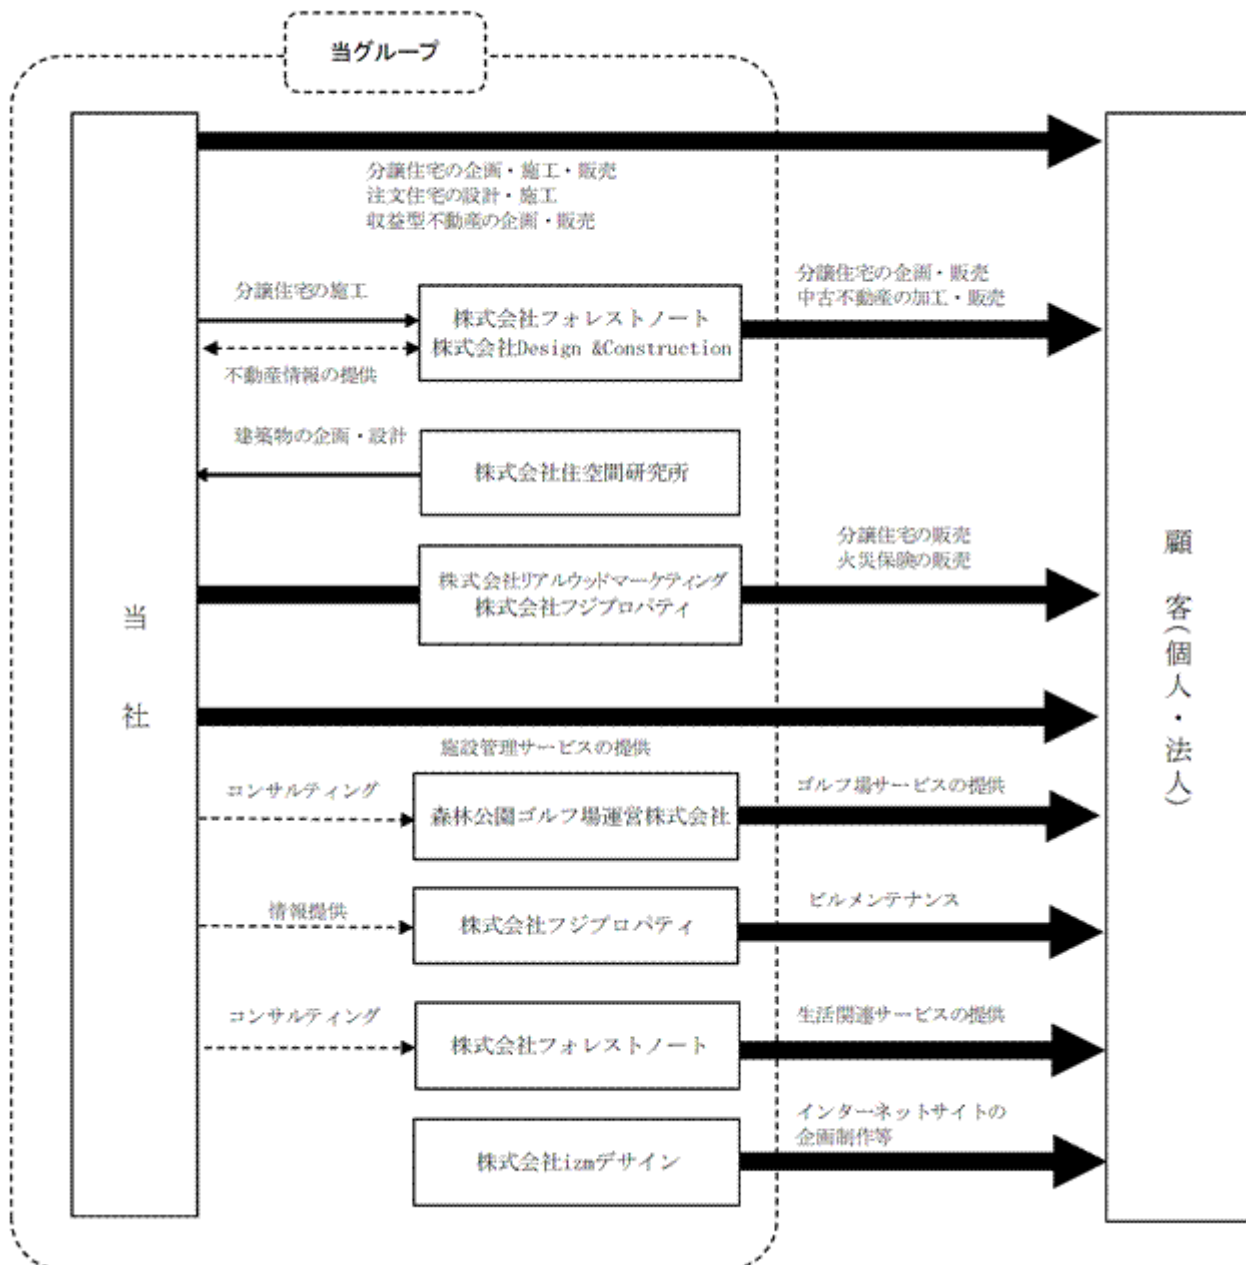 当グループ
分譲住宅の企画・施工・販売
注文住宅の設計・施工
収益型不動産の企画・販売
分譲住宅の施工
不動産情報の提供
株式会社フォレストノート
株式会社Design &Construction
分譲住宅の企画・販売
中古不動産の加工・販売
建築物の企画・設計
株式会社住空間研究所
株式会社リアルウッドマーケティング
株式会社フジプロパティ
分譲住宅の販売
火災保険の販売
当社
顧客(個人・法人)
施設管理サービスの提供
コンサルティング
森林公園ゴルフ場運営株式会社
ゴルフ場サービスの提供
情報提供
株式会社フジプロパティ
ビルメンテナンス
コンサルティング
株式会社フォレストノート
生活関連サービスの提供
株式会社izmデサイン
インターネットサイトの
企画制作等